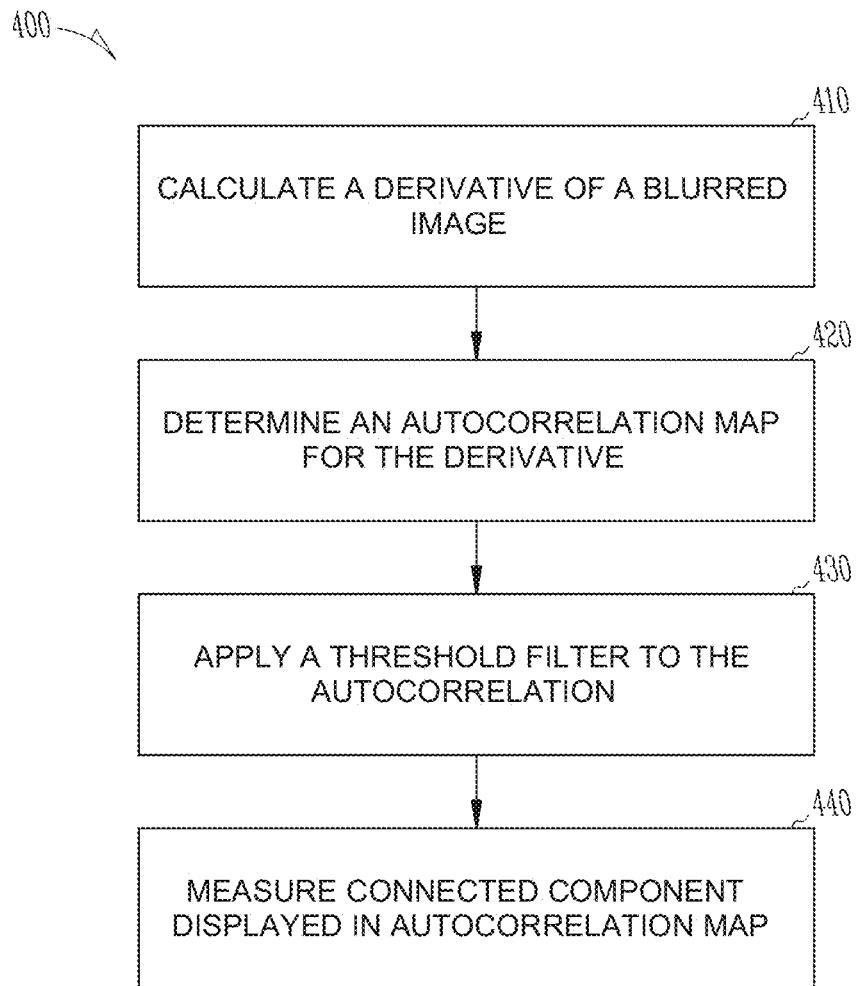 400
410
CALCULATE A DERIVATIVE OF A BLURRED
IMAGE
420
DETERMINE AN AUTOCORRELATION MAP
FOR THE DERIVATIVE
430
APPLY A THRESHOLD FILTER TO THE
AUTOCORRELATION
440
MEASURE CONNECTED COMPONENT
DISPLAYED IN AUTOCORRELATION MAP